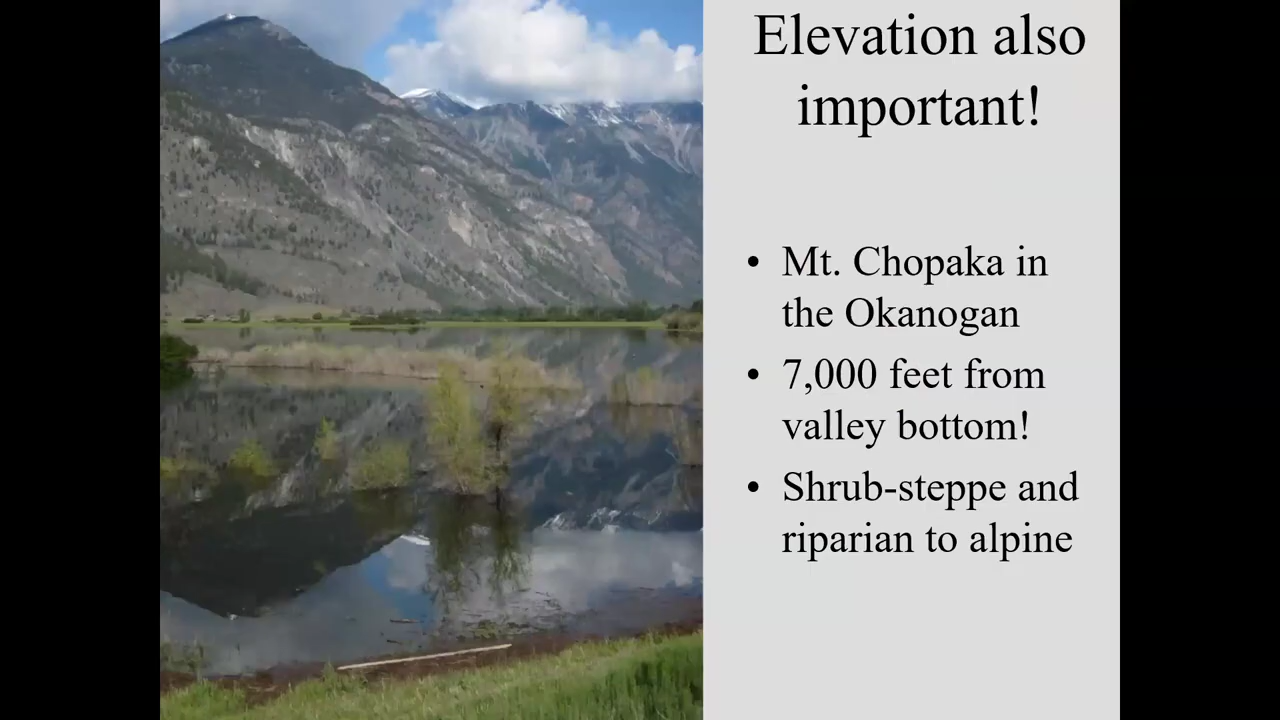 Elevation also
important!
• Mt. Chopaka in
the Okanogan
• 7,000 feet from
valley bottom!
• Shrub-steppe and
riparian to alpine